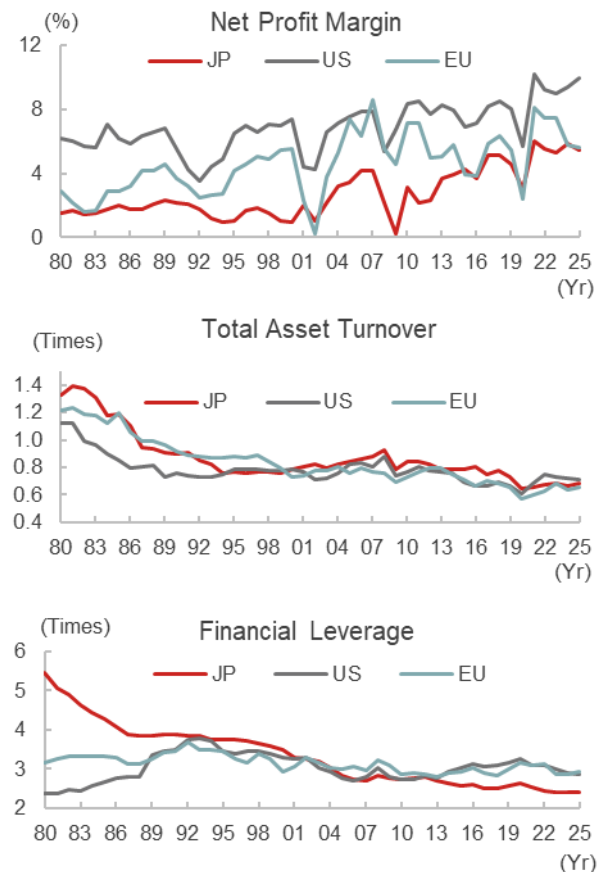 Net Profit Margin
(%)
12
JP US EU
8
4
0
80 83 86 89 92 95 98 01 04 07 10 13 16 19 22 25
(Yr)
Total Asset Turnover
(Times)
1.4
JP US EU
1.2
1.0
0.8
0.6
0.4
80 83 86 89 92 95 98 01 04 07 10 13 16 19 22 25
(Yr)
(Times)
Financial Leverage
6
JP US EU
5
4
3
2
80 83 86 89 92 95 98 01 04 07 10 13 16 19 22 25
(Yr)